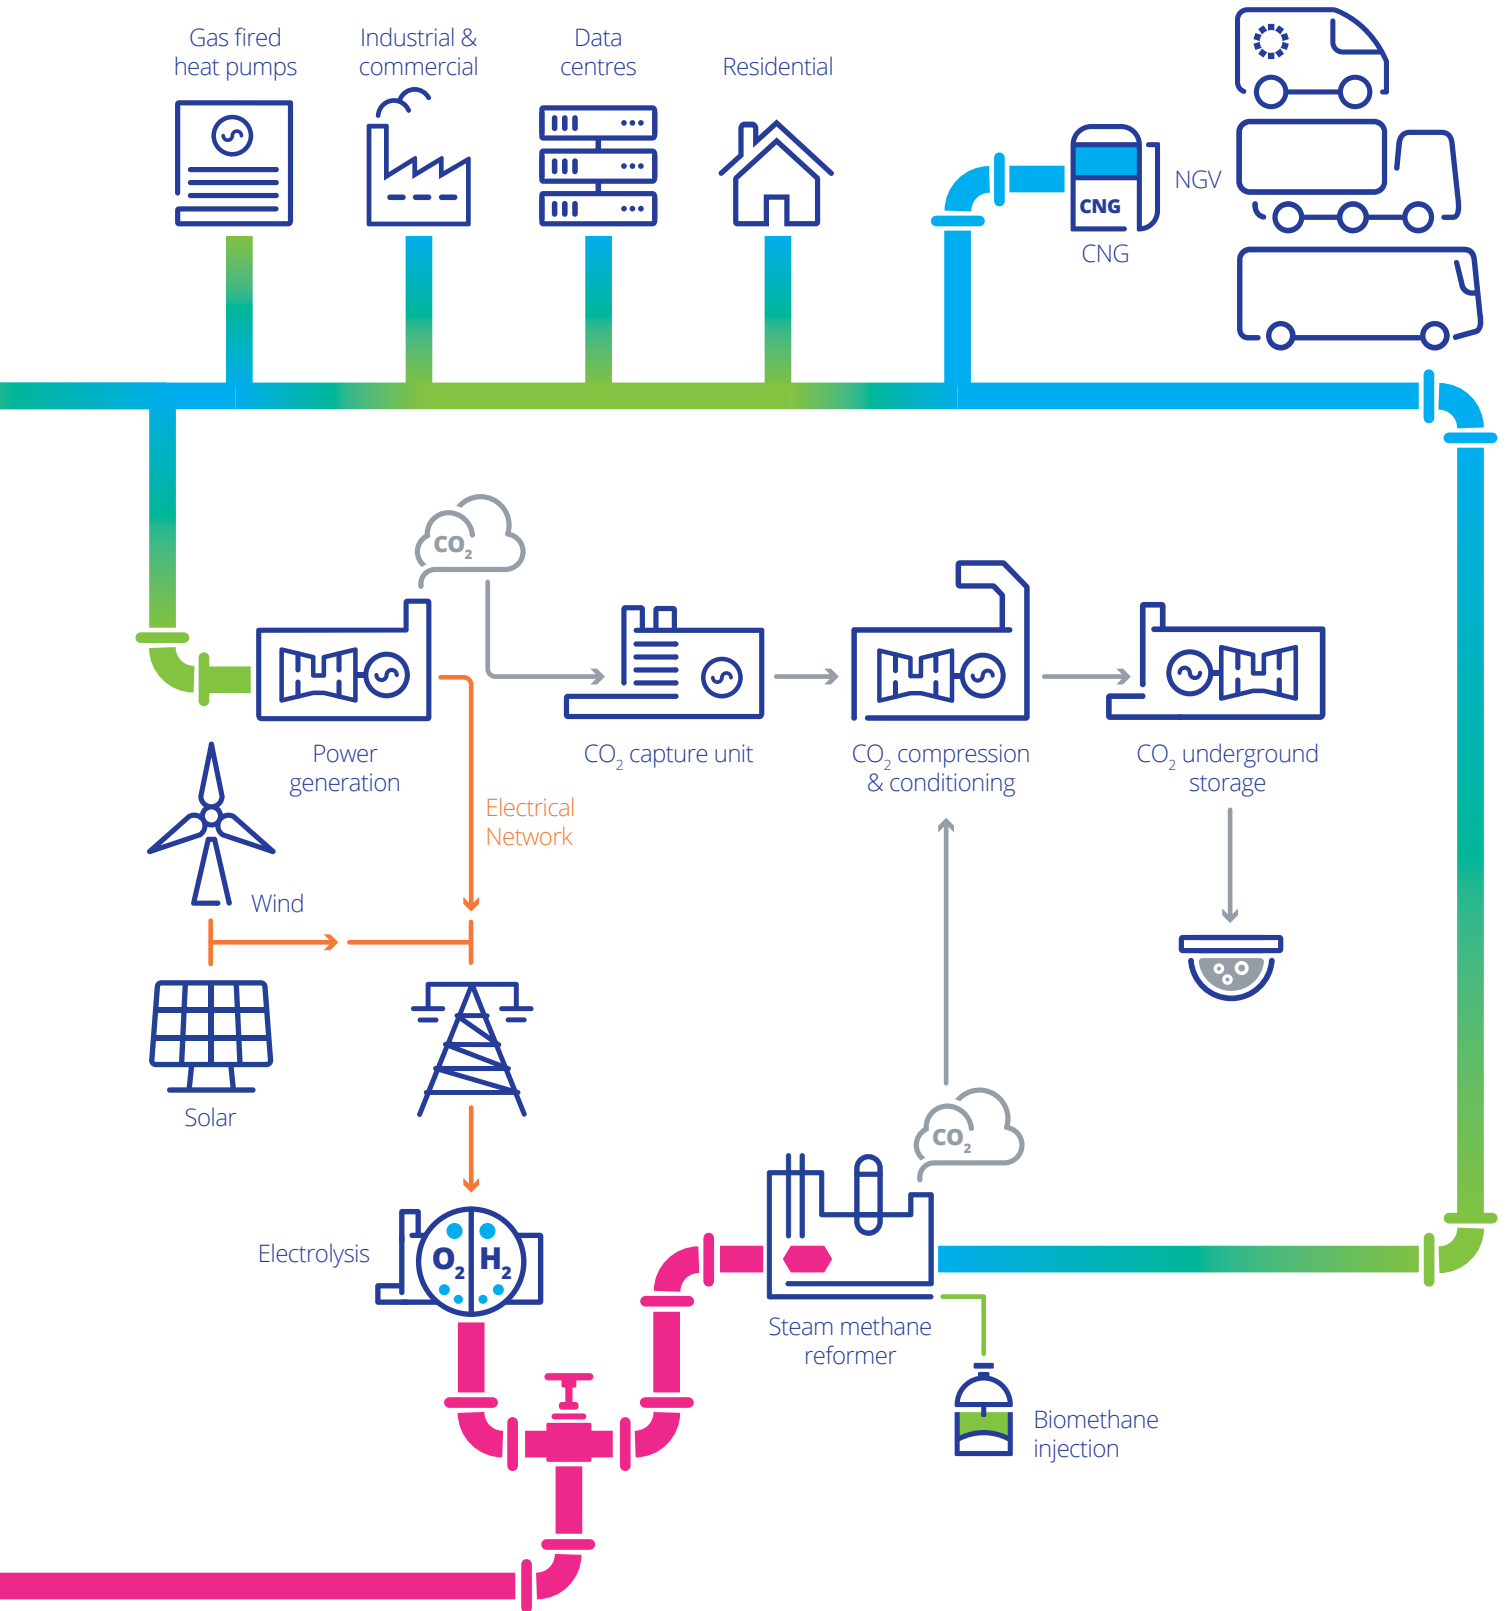 Gas fired
heat pumps
Industrial &
commercial
Data
centres
Residential
CNG
CNG
NGV
CO2
Power
generation
CO2 capture unit
CO2 compression
& conditioning
CO2 underground
storage
Electrical
Network
Wind
Solar
CO2
Electrolysis
O2 H2
Steam methane
reformer
Biomethane
injection